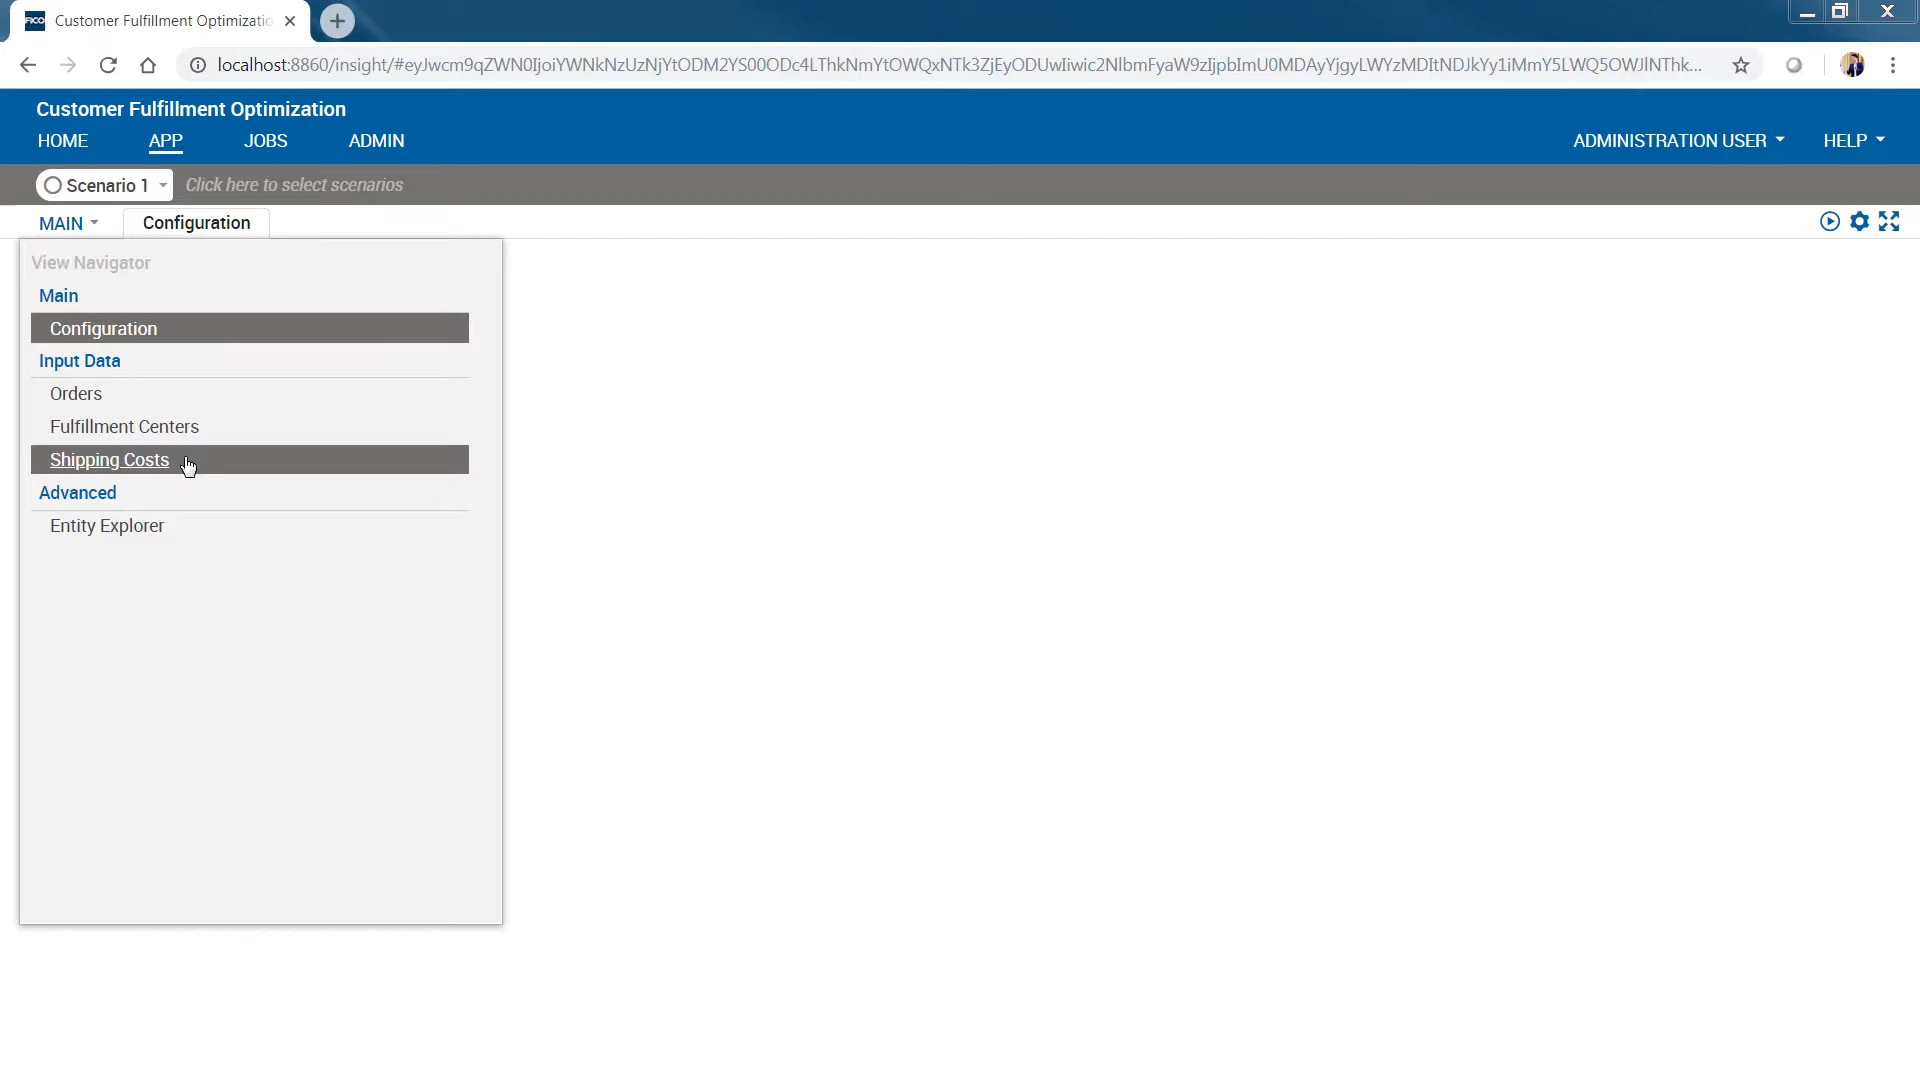 FICO Customer Fulfillment Optimizatio
localhost:8860/insight/#eyJwcm9qZWN0IjoiYWNkNzUzNjYtODM2YS00ODc4LThkNmYtOWQxNTk3ZjEyODUwIiwic2NlbmFyaW9zIjpbImU0MDAyYjgyLWYzMDItNDJkYy1iMmY5LWQ5OWJlNThk...
Customer Fulfillment Optimization
HOME APP JOBS ADMIN ADMINISTRATION USER HELP
Scenario 1 Click here to select scenarios
MAIN Configuration
View Navigator
Main
Configuration
Input Data
Orders
Fulfillment Centers
Shipping Costs
Advanced
Entity Explorer